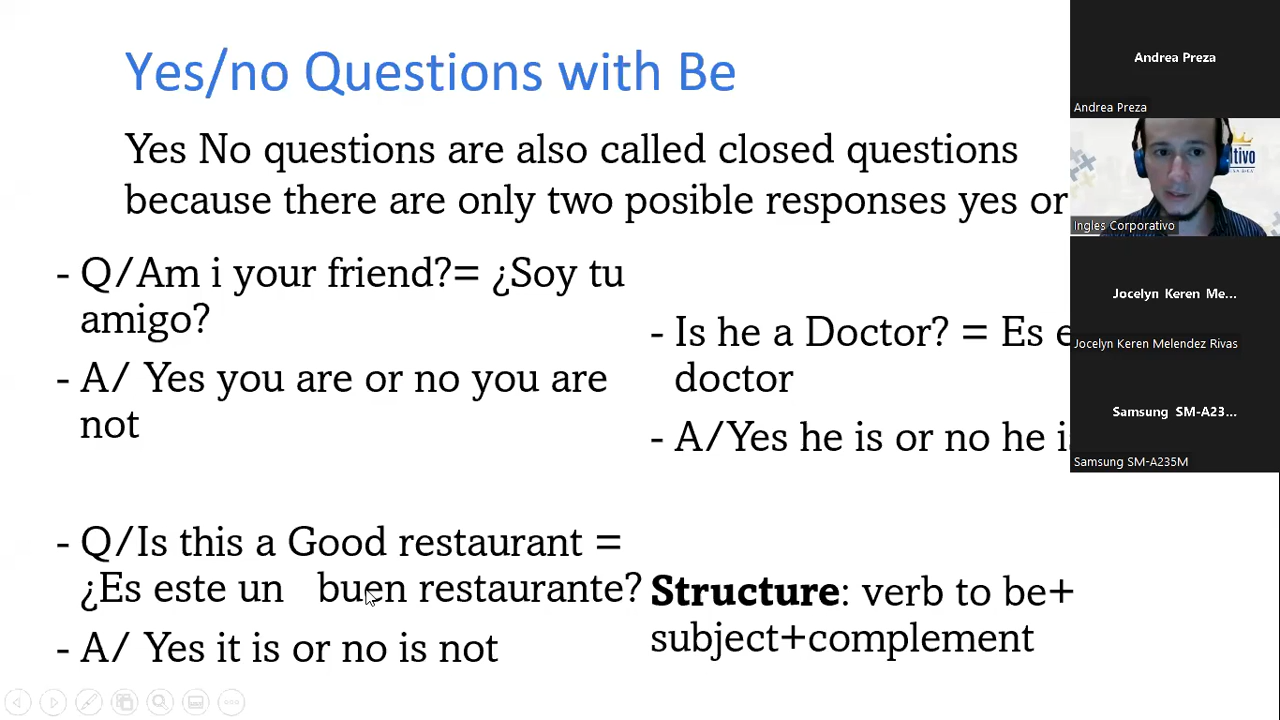 Yes/no Questions with Be
Yes No questions are also called closed questions
because there are only two posible responses yes or
- Q/Am i your friend?= ¿Soy tu
amigo?
- A/ Yes you are or no you are
not
- Q/Is this a Good restaurant =
¿Es este un buen restaurante?
- A/ Yes it is or no is not
- Is he a Doctor? = Es
doctor
- A/Yes he is or no he
Structure: verb to be+
subject+complement
Andrea Preza
Andrea Preza
Ingles Corporativo
Jocelyn Keren Me...
Jocelyn Keren Melendez Rivas
Samsung SM-A23...
Samsung SM-A235M